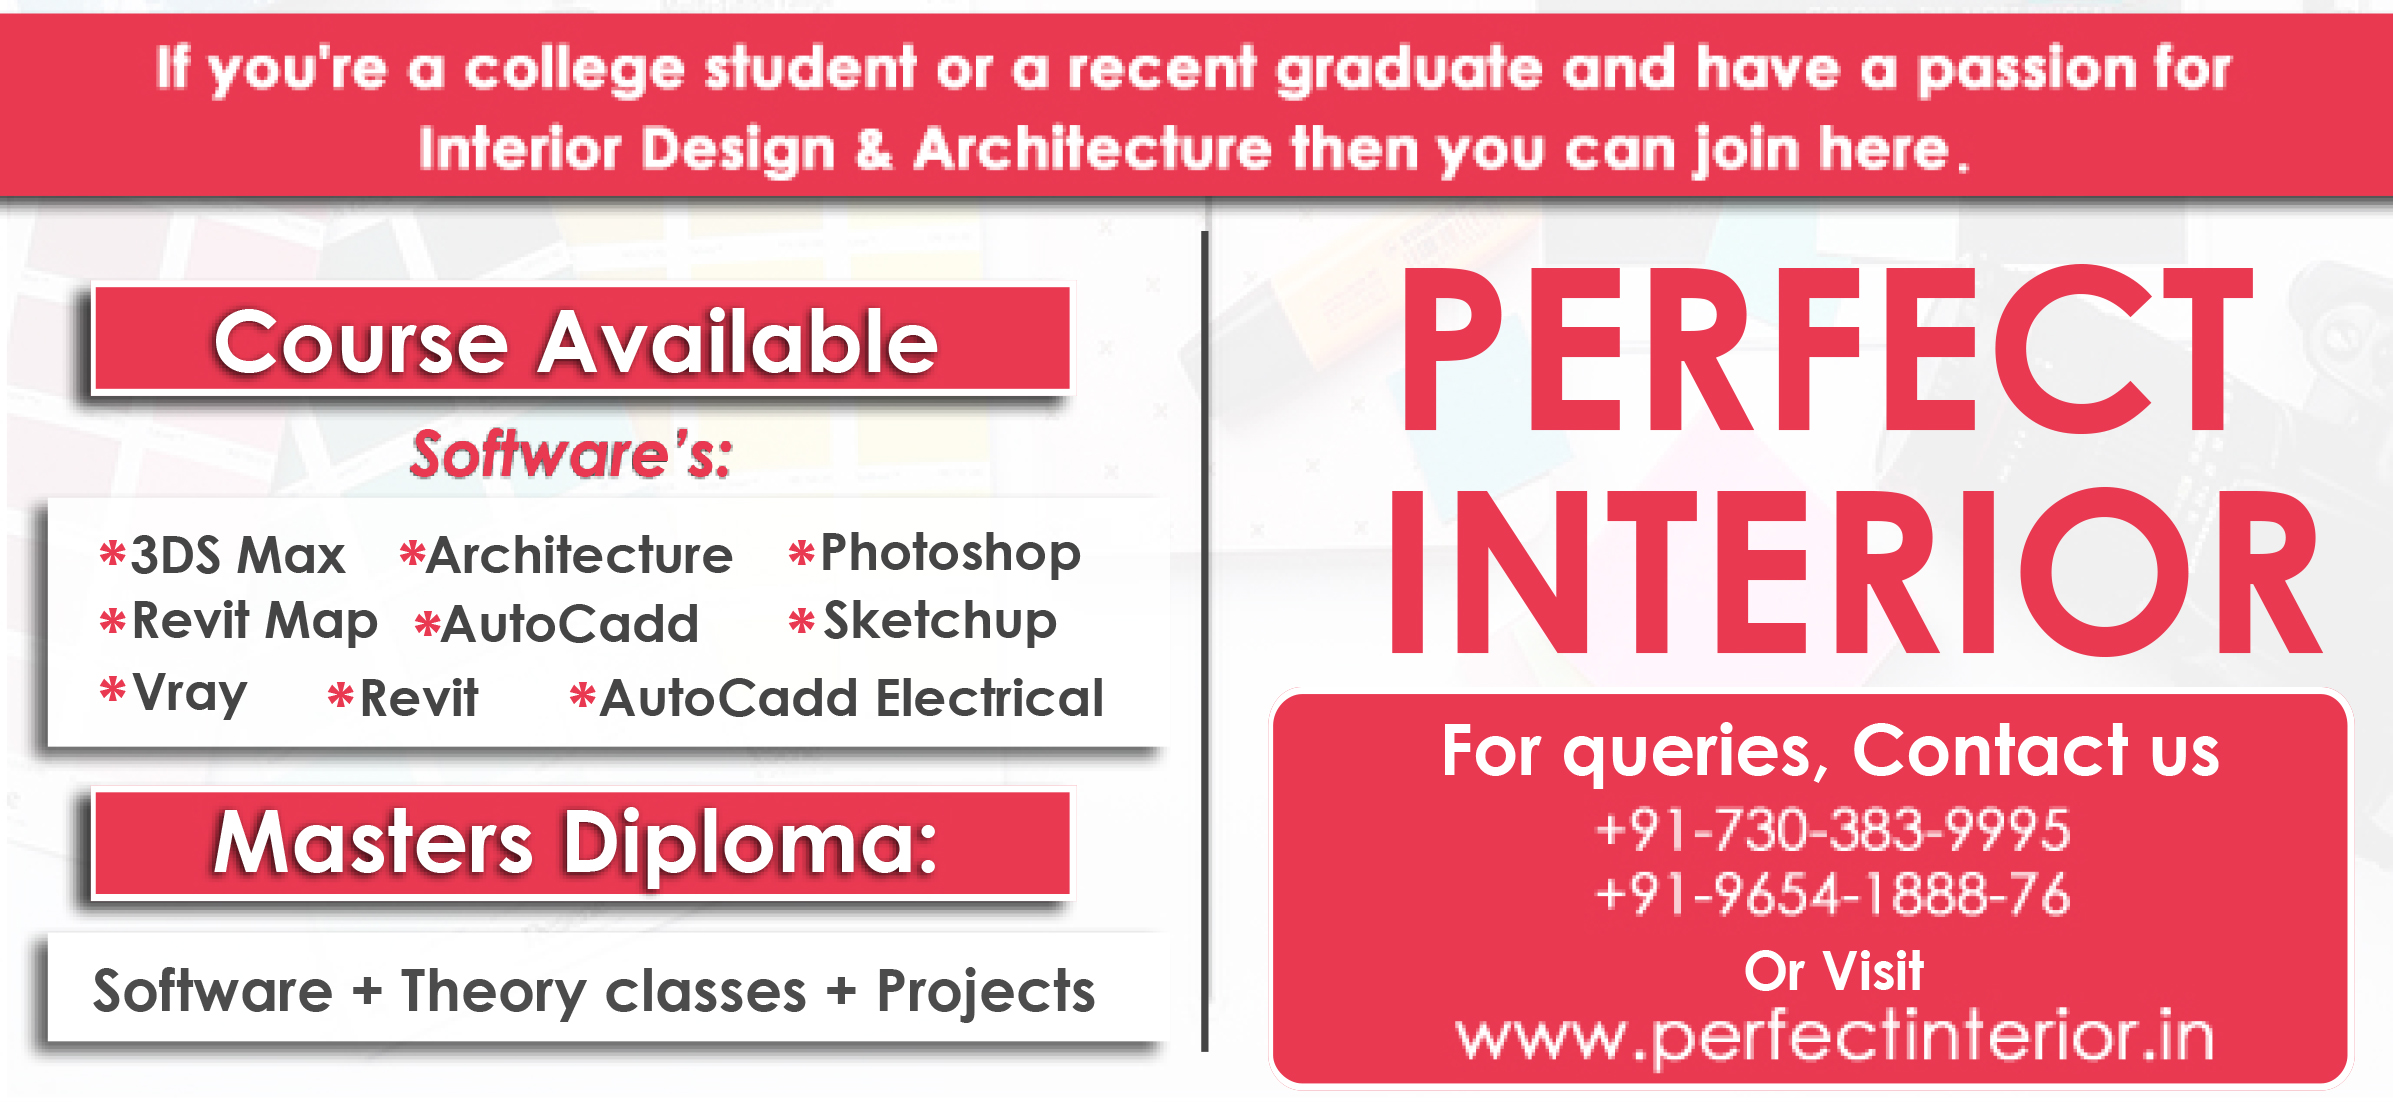 If you're a college student or a recent graduate and have a passion for
Interior Design & Architecture then you can join here.
Course Available
Software's:
*3DS Max *Architecture *Photoshop
*Revit Map *AutoCadd *Sketchup
*Vray *Revit *AutoCadd Electrical
Masters Diploma:
Software + Theory classes + Projects
PERFECT
INTERIOR
For queries, Contact us
+91-730-383-9995
+91-9654-1888-76
Or Visit
www.perfectinterior.in